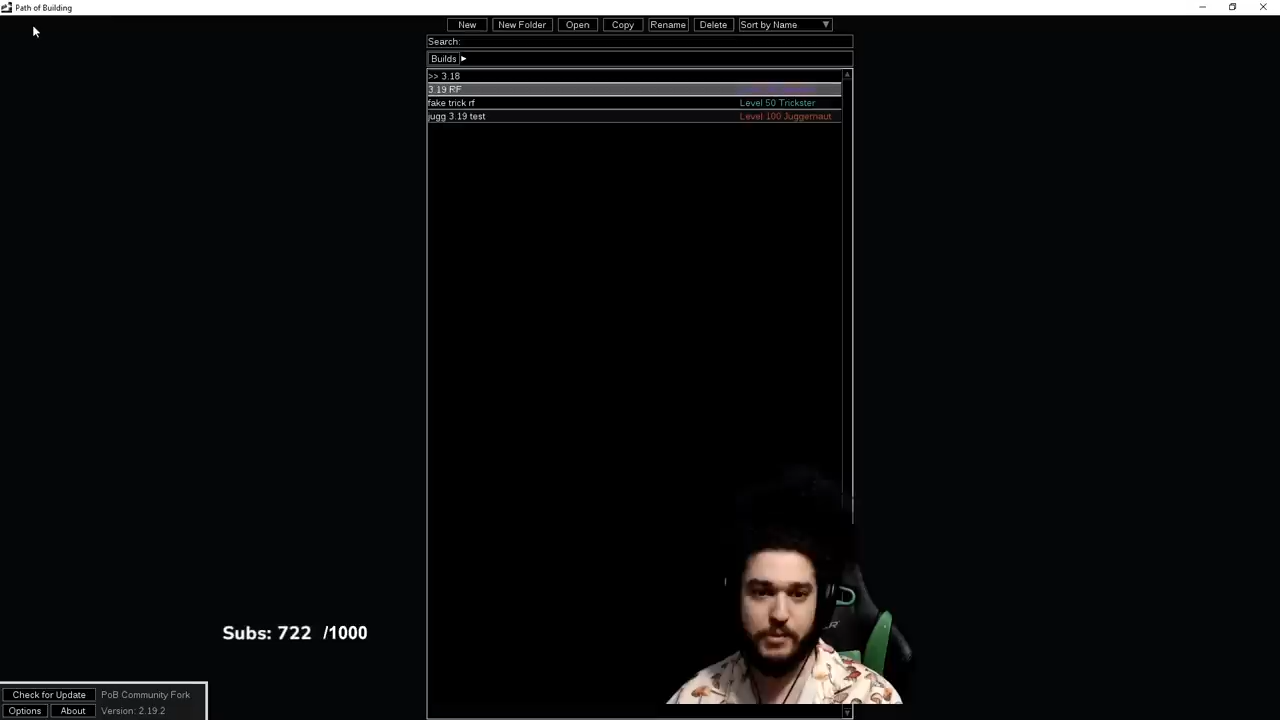 Path of Building
New New Folder Open Copy Rename Delete Sort by Name
Search:
Builds
>> 3.18
3.19 RF
fake trick rf Level 50 Trickster
jugg 3.19 test Level 100 Juggernaut
Subs: 722 /1000
Check for Update PoB Community Fork
Options About Version: 2.19.2